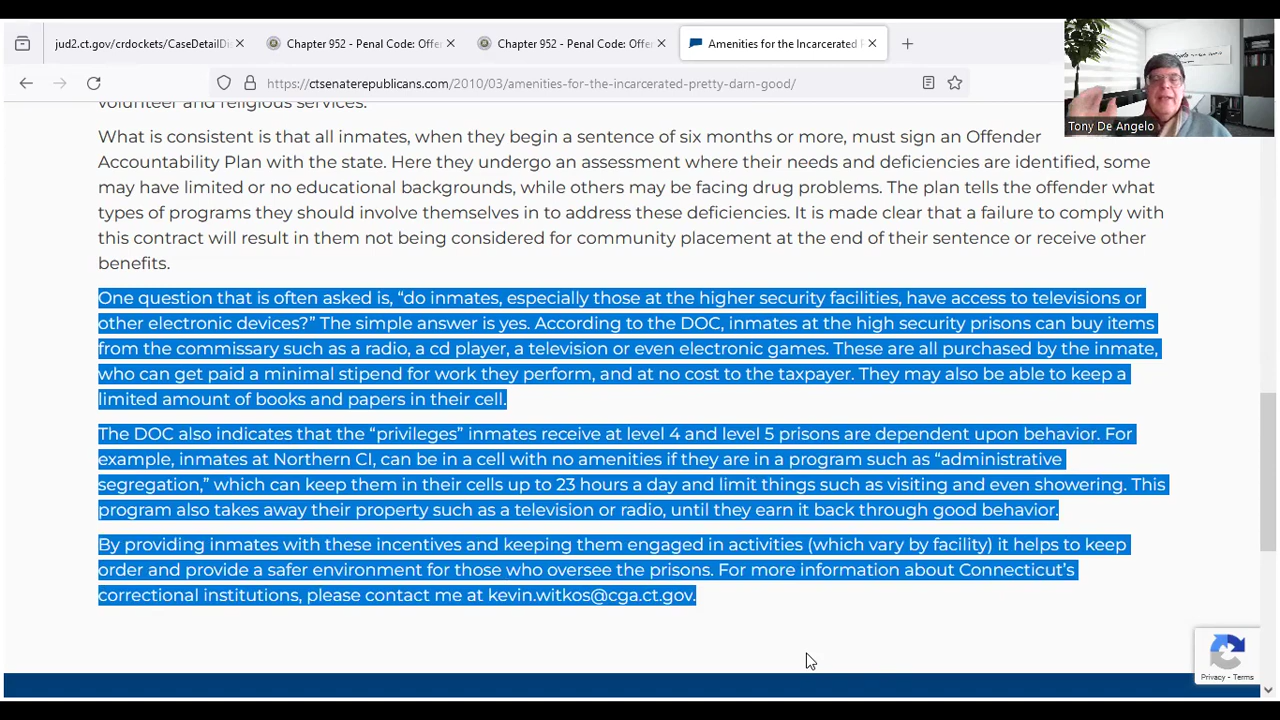 jud2.ct.gov/crdockets/CaseDetailDi
Chapter 952 - Penal Code: Offe
Chapter 952 - Penal Code: Offe
Amenities for the Incarcerated
https://ctsenaterepublicans.com/2010/03/amenities-for-the-incarcerated-pretty-darn-good/
Tony De Angelo
volunteer and religious services.
What is consistent is that all inmates, when they begin a sentence of six months or more, must sign an Offender
Accountability Plan with the state. Here they undergo an assessment where their needs and deficiencies are identified, some
may have limited or no educational backgrounds, while others may be facing drug problems. The plan tells the offender what
types of programs they should involve themselves in to address these deficiencies. It is made clear that a failure to comply with
this contract will result in them not being considered for community placement at the end of their sentence or receive other
benefits.
One question that is often asked is, “do inmates, especially those at the higher security facilities, have access to televisions or
other electronic devices?” The simple answer is yes. According to the DOC, inmates at the high security prisons can buy items
from the commissary such as a radio, a cd player, a television or even electronic games. These are all purchased by the inmate,
who can get paid a minimal stipend for work they perform, and at no cost to the taxpayer. They may also be able to keep a
limited amount of books and papers in their cell.
The DOC also indicates that the “privileges” inmates receive at level 4 and level 5 prisons are dependent upon behavior. For
example, inmates at Northern CI, can be in a cell with no amenities if they are in a program such as “administrative
segregation,” which can keep them in their cells up to 23 hours a day and limit things such as visiting and even showering. This
program also takes away their property such as a television or radio, until they earn it back through good behavior.
By providing inmates with these incentives and keeping them engaged in activities (which vary by facility) it helps to keep
order and provide a safer environment for those who oversee the prisons. For more information about Connecticut’s
correctional institutions, please contact me at kevin.witkos@cga.ct.gov.
Privacy - Terms